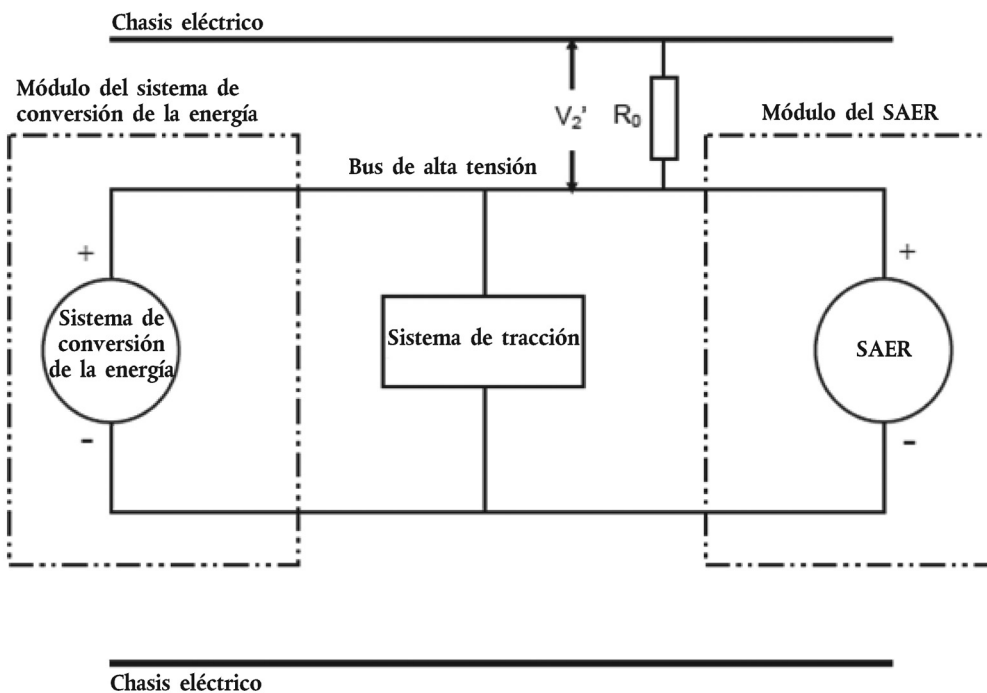 Chasis eléctrico
Módulo del sistema de
conversión de la energía
V2'
R0
Módulo del SAER
Bus de alta tensión
+
+
Sistema de
conversión
de la energía
Sistema de tracción
SAER
-
-
Chasis eléctrico